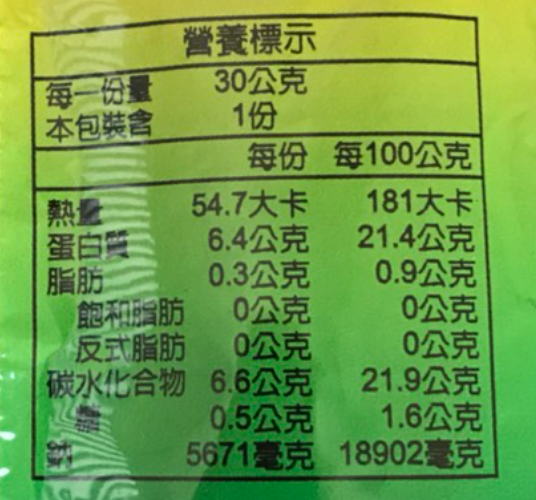 營養標示
每一份量 30公克
本包裝含 1份
每份 每100公克
熱量 54.7大卡 181大卡
蛋白質 6.4公克 21.4公克
脂肪 0.3公克 0.9公克
飽和脂肪 0公克 0公克
反式脂肪 0公克 0公克
碳水化合物 6.6公克 21.9公克
糖 0.5公克 1.6公克
鈉 5671毫克 18902毫克